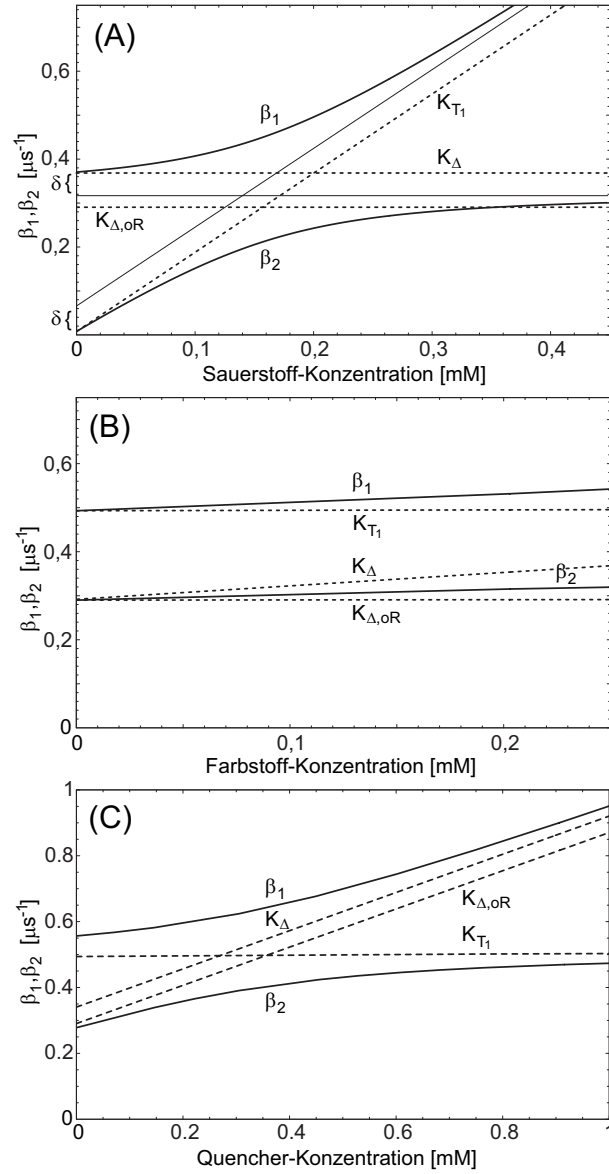 (A)
0,6
0,4
0,2
β1,β2 [μs-1]
δ{
δ{
β1
KT1
KΔ
KΔ,oR
β2
0 0,1 0,2 0,3 0,4
Sauerstoff-Konzentration [mM]
(B)
0,6
0,4
0,2
0
β1,β2 [μs-1]
β1
KT1
KΔ
β2
KΔ,oR
0 0,1 0,2
Farbstoff-Konzentration [mM]
(C)
1
0.8
0.6
0.4
0.2
0
β1,β2 [μs-1]
β1
KΔ
KΔ,oR
KT1
β2
0 0.2 0.4 0.6 0.8 1
Quencher-Konzentration [mM]